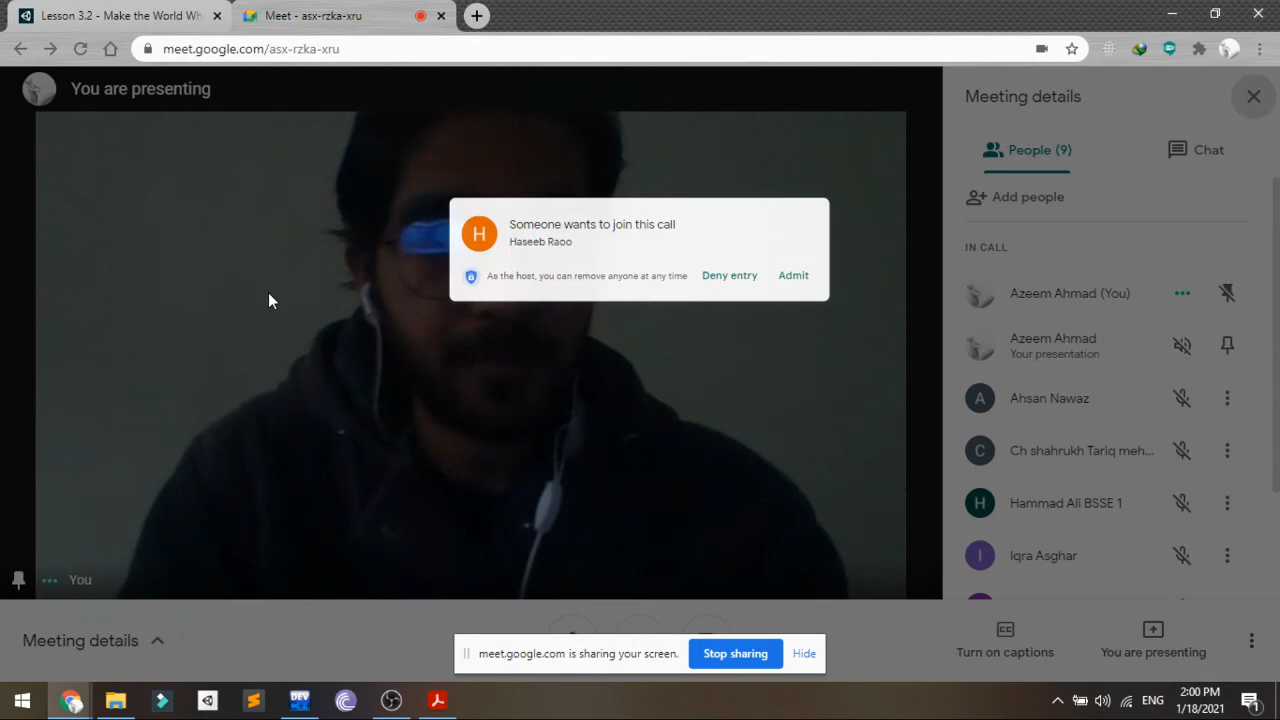 Lesson 3.2 - Make the World Wh
Meet - asx-rzka-xru
meet.google.com/asx-rzka-xru
You are presenting
Someone wants to join this call
H
Haseeb Raoo
As the host, you can remove anyone at any time
Deny entry
Admit
You
Meeting details
People (9)
Chat
Add people
IN CALL
Azeem Ahmad (You)
Azeem Ahmad
Your presentation
A
Ahsan Nawaz
C
Ch shahrukh Tariq meh...
H
Hammad Ali BSSE 1
I
Iqra Asghar
Meeting details
meet.google.com is sharing your screen.
Stop sharing
Hide
CC
Turn on captions
You are presenting
DEV
ENG
2:00 PM
1/18/2021
1